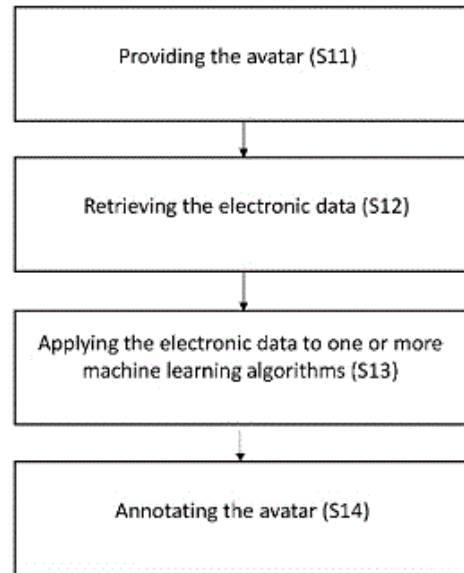 Providing the avatar (S11)
Retrieving the electronic data (S12)
Applying the electronic data to one or more
machine learning algorithms (S13)
Annotating the avatar (S14)